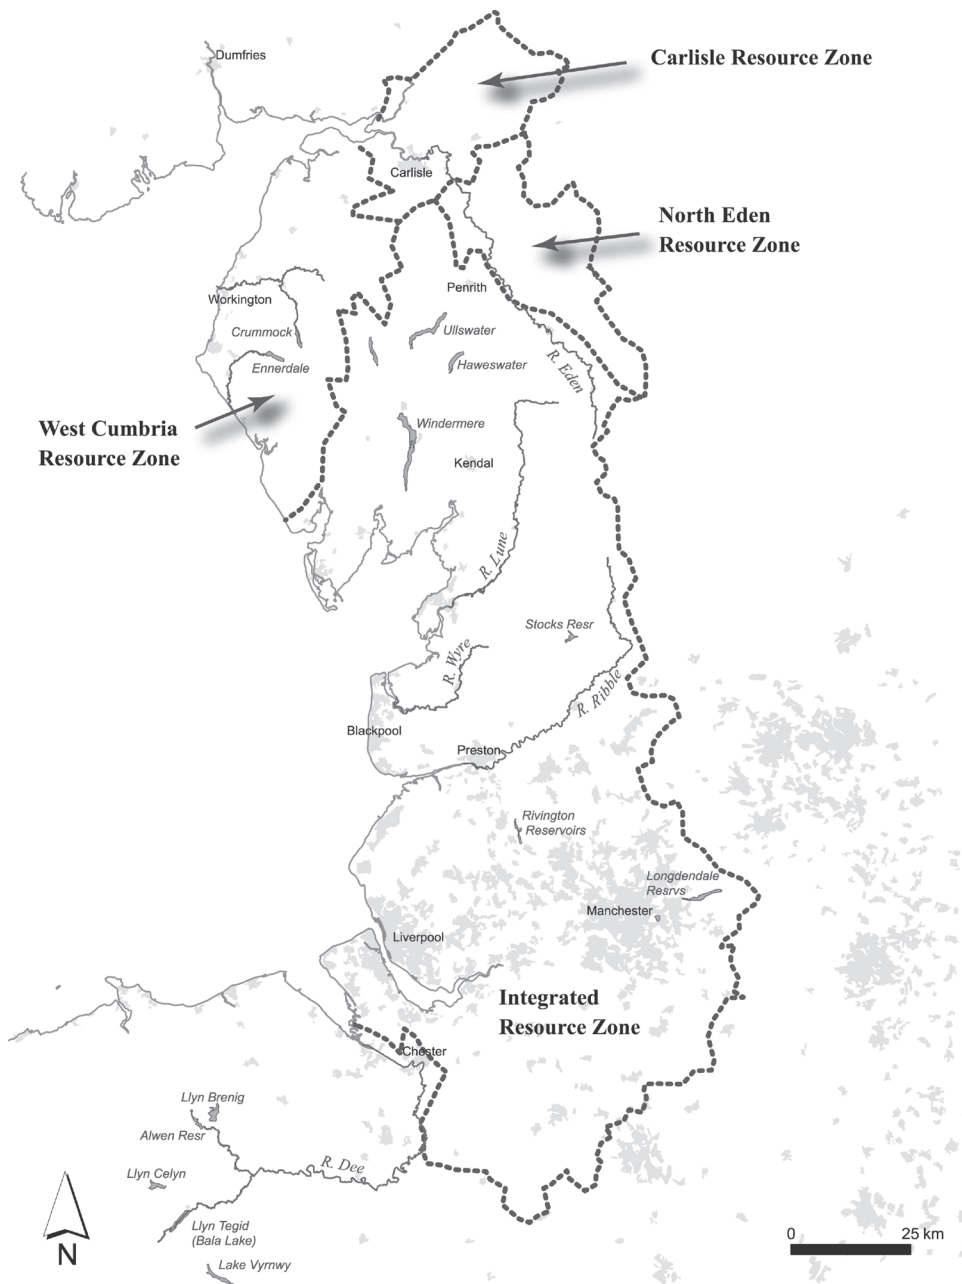 Dumfries
Carlisle Resource Zone
Carlisle
North Eden
Resource Zone
Penrith
Workington
Crummock
Ullswater
Ennerdale
Haweswater
R. Eden
West Cumbria
Resource Zone
Windermere
Kendal
R. Lune
Stocks Resr
R. Wyre
R. Ribble
Blackpool
Preston
Rivington
Reservoirs
Longdendale
Resrvs
Manchester
Liverpool
Integrated
Resource Zone
Chester
Llyn Brenig
Alwen Resr
R. Dee
Llyn Celyn
Llyn Tegid
(Bala Lake)
Lake Vyrnwy
N
0 25 km